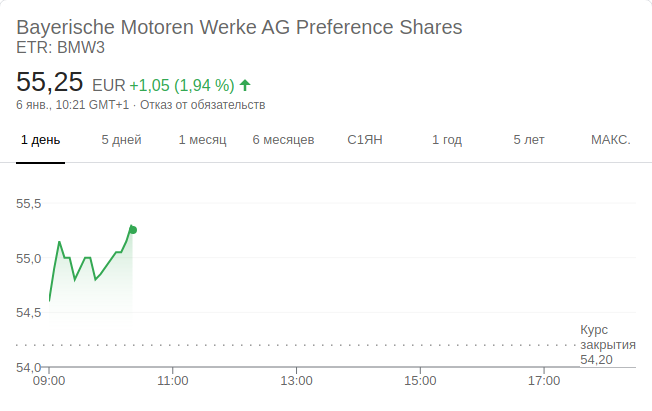 Bayerische Motoren Werke AG Preference Shares
ETR: BMW3
55,25 EUR +1,05 (1,94 %)
6 янв., 10:21 GMT+1 · Отказ от обязательств
1 день 5 дней 1 месяц 6 месяцев С1ЯН 1 год 5 лет МАКС.
55,5
55,0
54,5
Курс
закрытия
54,20
54,0
09:00 11:00 13:00 15:00 17:00